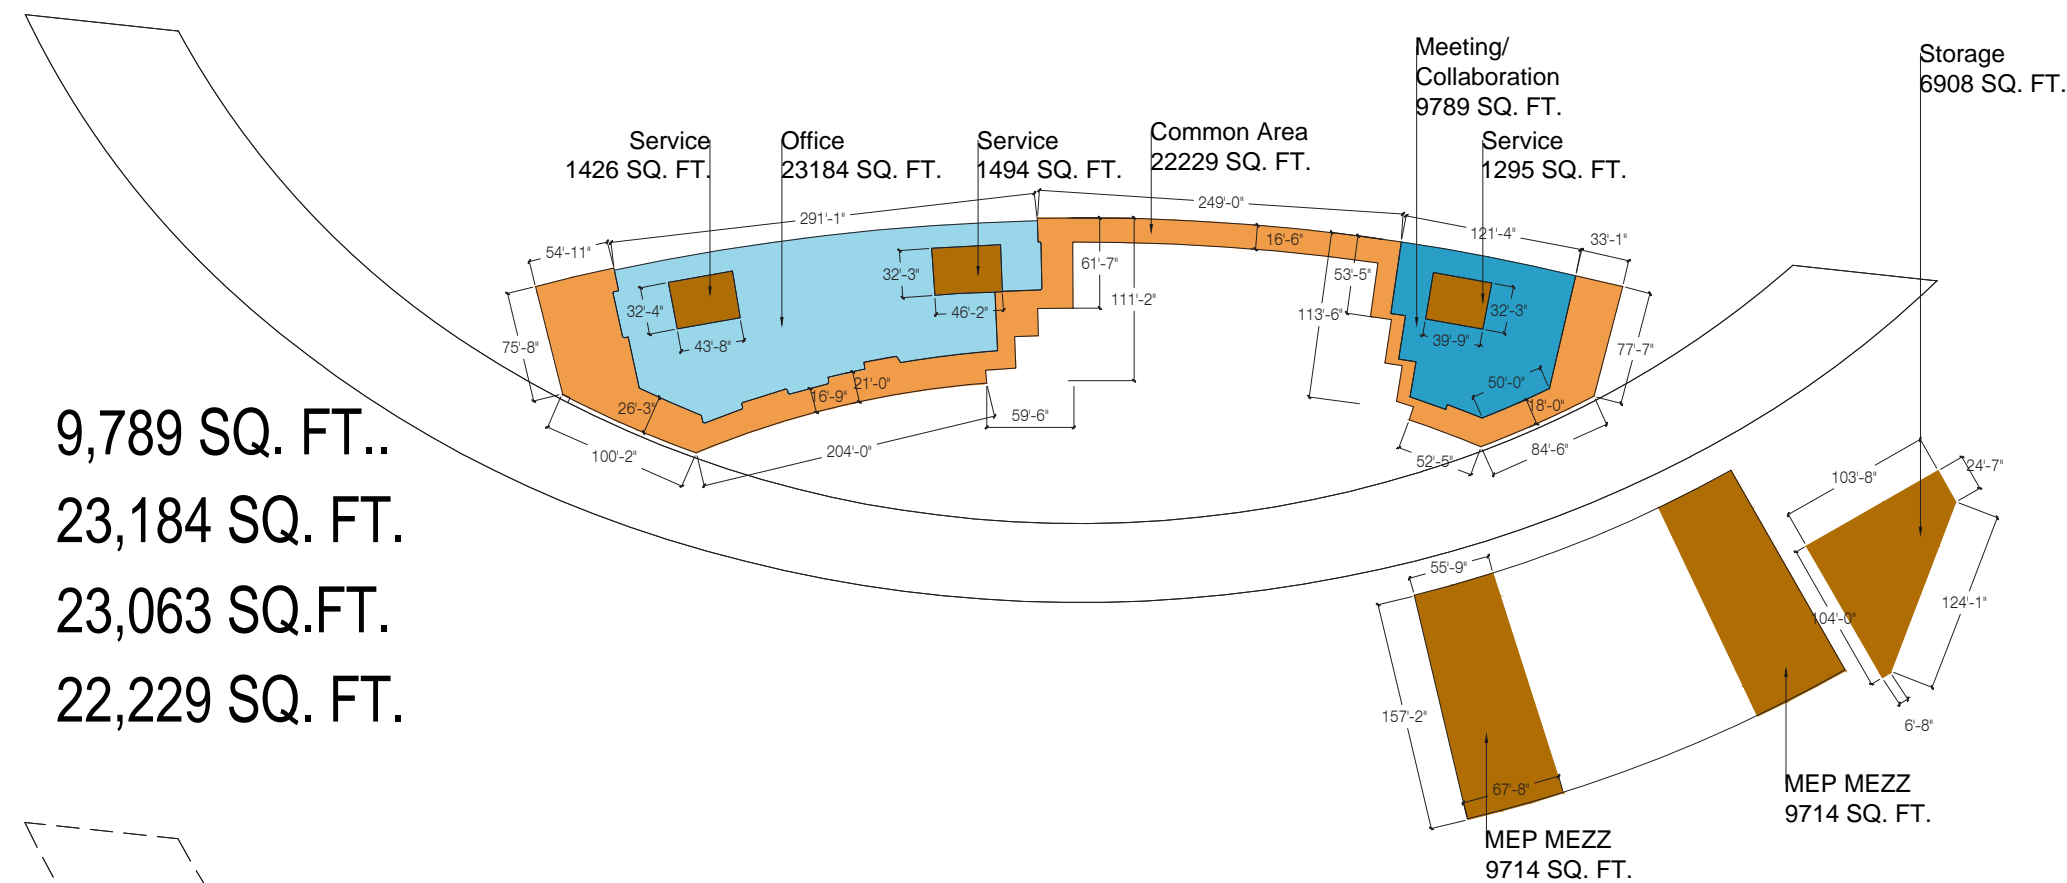 Meeting/
Collaboration
9789 SQ. FT.
Storage
6908 SQ. FT.
Service
1426 SQ. FT.
Office
23184 SQ. FT.
Service
1494 SQ. FT.
Common Area
22229 SQ. FT.
Service
1295 SQ. FT.
54'-11"
291'-1"
249'-0"
121'-4"
33'-1"
16'-6"
61'-7"
53'-5"
111'-2"
113'-6"
32'-3"
46'-2"
32'-4"
43'-8"
75'-8"
32'-3"
39'-9"
77'-7"
50'-0"
18'-0"
21'-0"
16'-9"
26'-3"
59'-6"
100'-2"
204'-0"
52'-5"
84'-6"
9,789 SQ. FT..
23,184 SQ. FT.
23,063 SQ.FT.
22,229 SQ. FT.
103'-8"
24'-7"
55'-9"
104'-0"
124'-1"
157'-2"
6'-8"
67'-8"
MEP MEZZ
9714 SQ. FT.
MEP MEZZ
9714 SQ. FT.